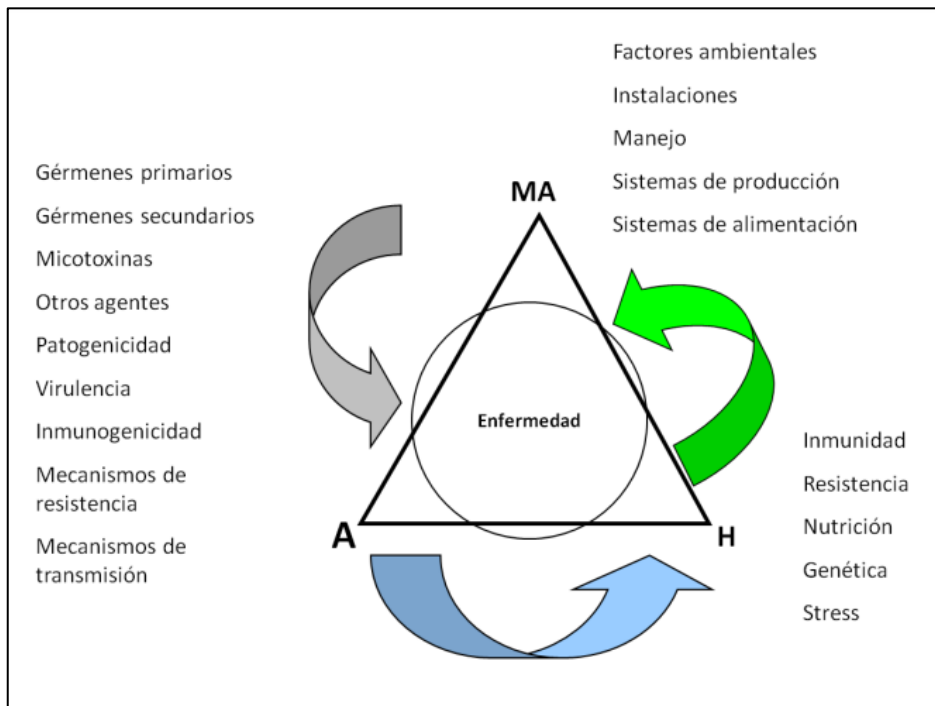 Factores ambientales
Instalaciones
Manejo
Sistemas de producción
Sistemas de alimentación
Gérmenes primarios
Gérmenes secundarios
Micotoxinas
Otros agentes
Patogenicidad
Virulencia
Inmunogenicidad
Mecanismos de
resistencia
Mecanismos de
transmisión
MA
Enfermedad
A
H
Inmunidad
Resistencia
Nutrición
Genética
Stress